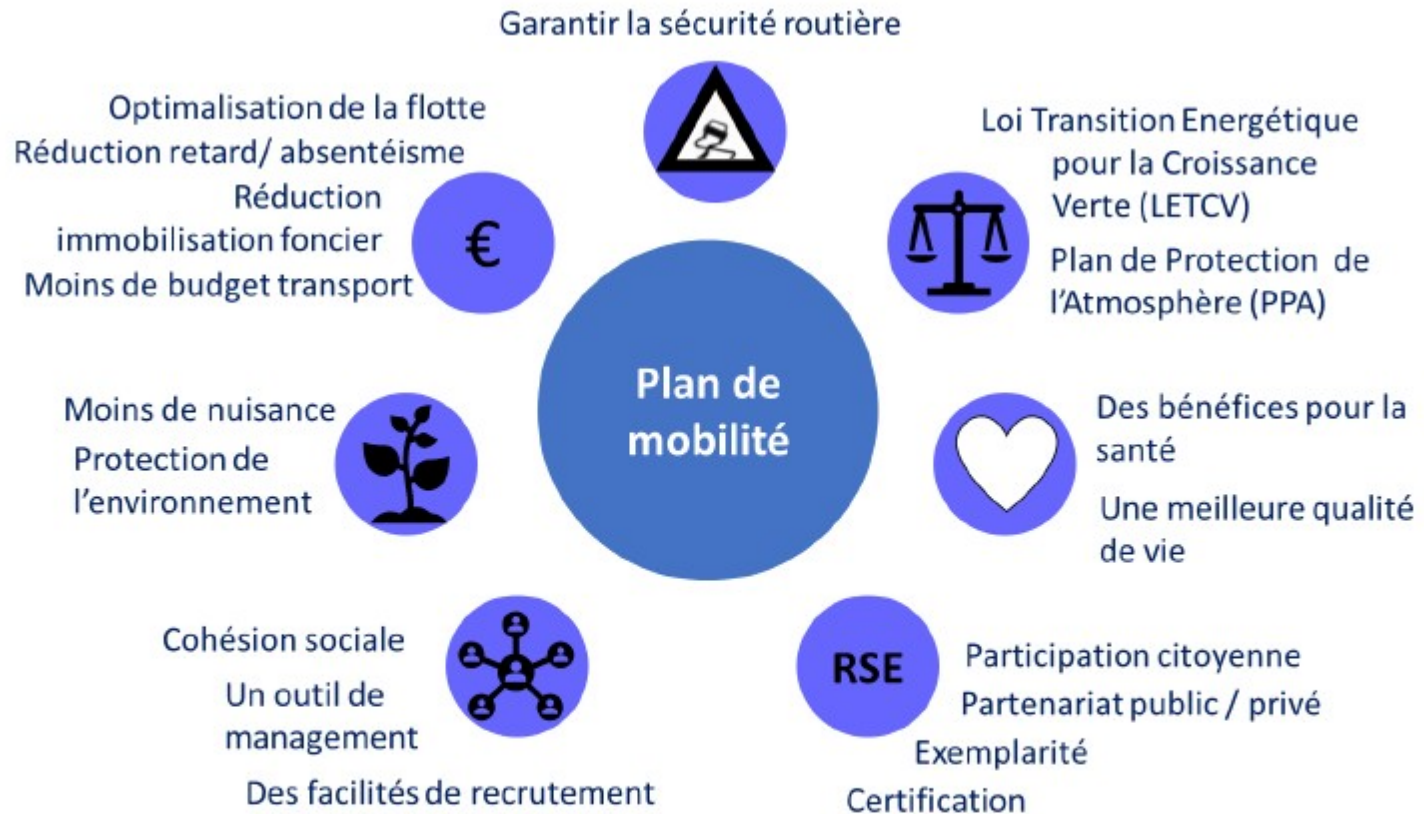 Garantir la sécurité routière
Optimalisation de la flotte
Réduction retard/ absentéisme
Réduction
immobilisation foncier
Moins de budget transport
€
Loi Transition Energétique
pour la Croissance
Verte (LETCV)
Plan de Protection de
l'Atmosphère (PPA)
Plan de
mobilité
Moins de nuisance
Protection de
l'environnement
Des bénéfices pour la
santé
Une meilleure qualité
de vie
Cohésion sociale
Un outil de
management
Des facilités de recrutement
RSE
Participation citoyenne
Partenariat public / privé
Exemplarité
Certification